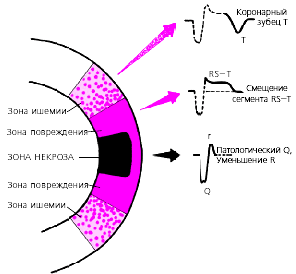 Коронарный
зубец Т
T
RS–T
Смещение
сегмента RS–T
Зона ишемии
Зона повреждения
ЗОНА НЕКРОЗА
r
Патологический Q,
Уменьшение R
Зона повреждения
Зона ишемии
Q